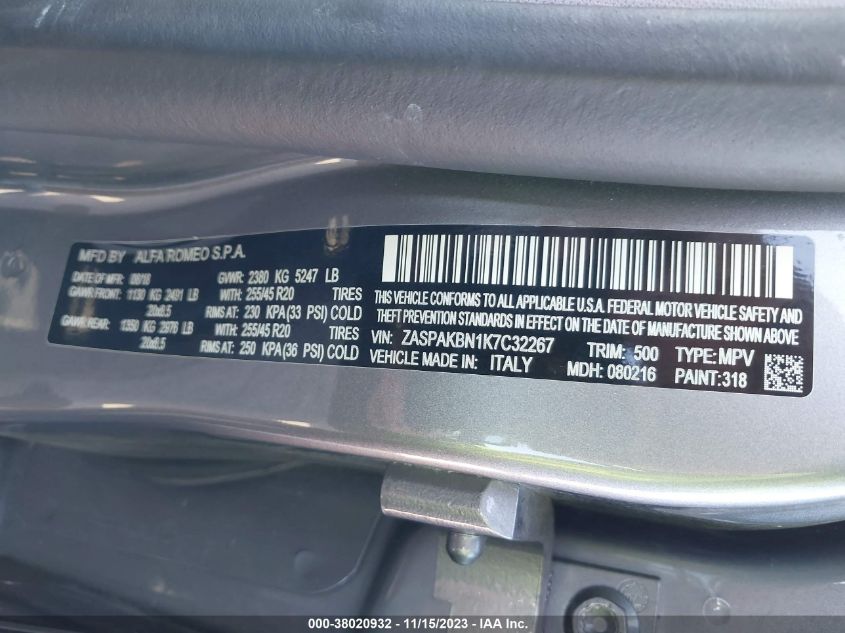 MFD BY ALFA ROMEO S.P.A.
DATE OF MFR 08/18 GVWR: 2380 KG 5247 LB
GAWR FRONT: 1130 KG 2491 LB WITH: 255/45 R20 TIRES
20x8.5 RIMS AT: 230 KPA (33 PSI) COLD
GAWR REAR: 1350 KG 2976 LB WITH: 255/45 R20 TIRES
20x8.5 RIMS AT: 250 KPA (36 PSI) COLD
THIS VEHICLE CONFORMS TO ALL APPLICABLE U.S.A. FEDERAL MOTOR VEHICLE SAFETY AND
THEFT PREVENTION STANDARDS IN EFFECT ON THE DATE OF MANUFACTURE SHOWN ABOVE
VIN: ZASPAKBN1K7C32267 TRIM: 500 TYPE: MPV
VEHICLE MADE IN: ITALY MDH: 080216 PAINT: 318
000-38020932 - 11/15/2023 - IAAI.com